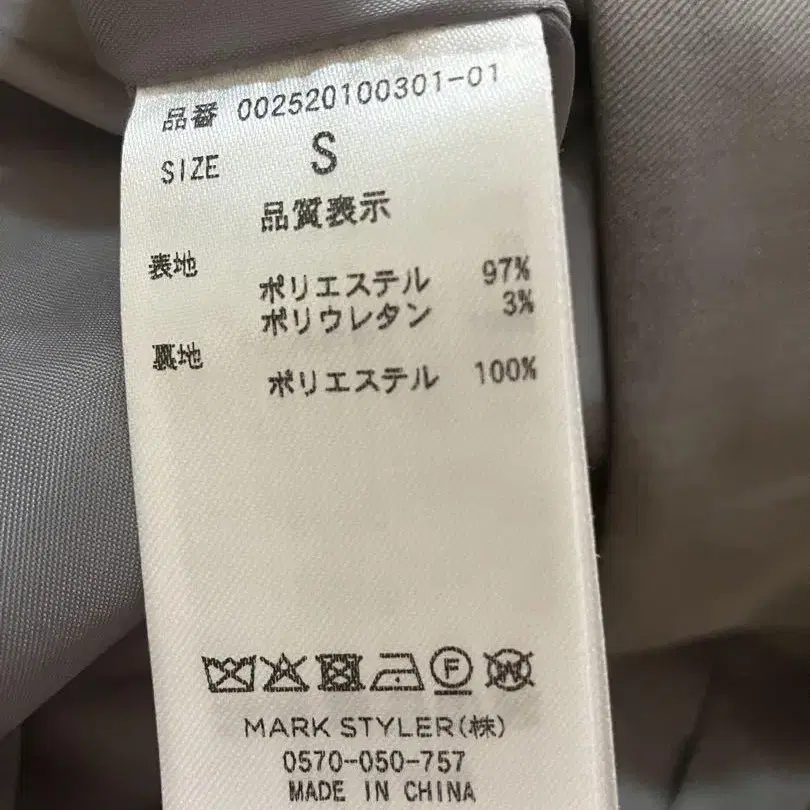 品番 002520100301-01
SIZE S
品質表示
表地
ポリエステル 97%
ポリウレタン 3%
裏地
ポリエステル 100%
F W
MARK STYLER(株)
0570-050-757
MADE IN CHINA